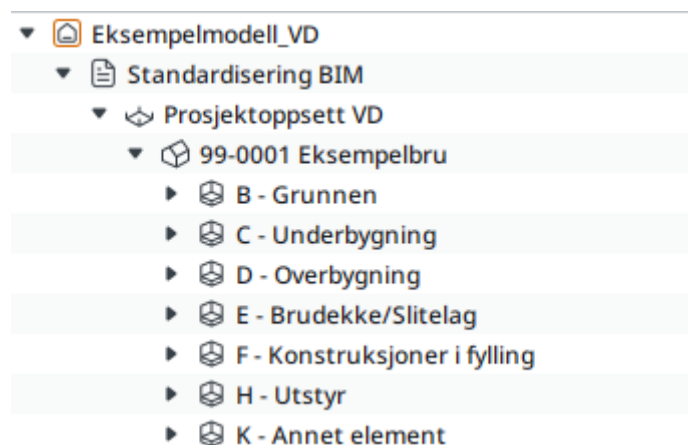 Eksempelmodell_VD
Standardisering BIM
Prosjektoppsett VD
99-0001 Eksempelbru
B - Grunnen
C - Underbygning
D - Overbygning
E - Brudekke/Slitelag
F - Konstruksjoner i fylling
H - Utstyr
K - Annet element